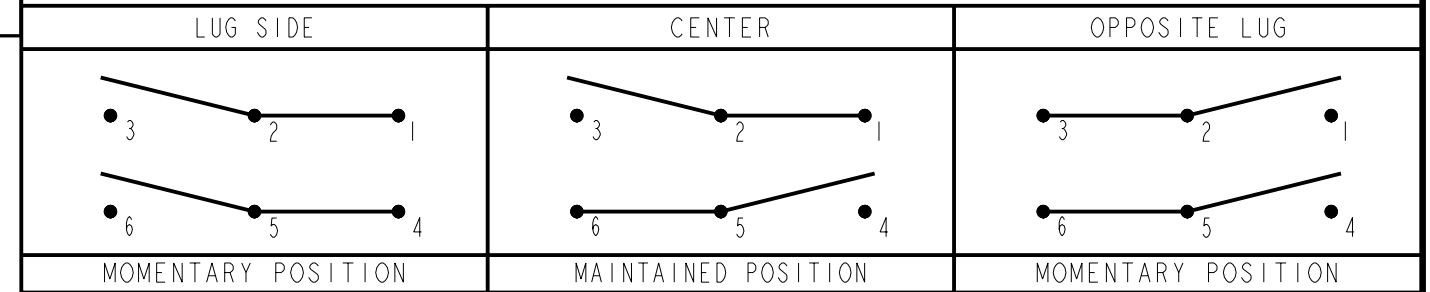 LUG SIDE CENTER OPPOSITE LUG
3 2 1 3 2 1 3 2 1
6 5 4 6 5 4 6 5 4
MOMENTARY POSITION MAINTAINED POSITION MOMENTARY POSITION